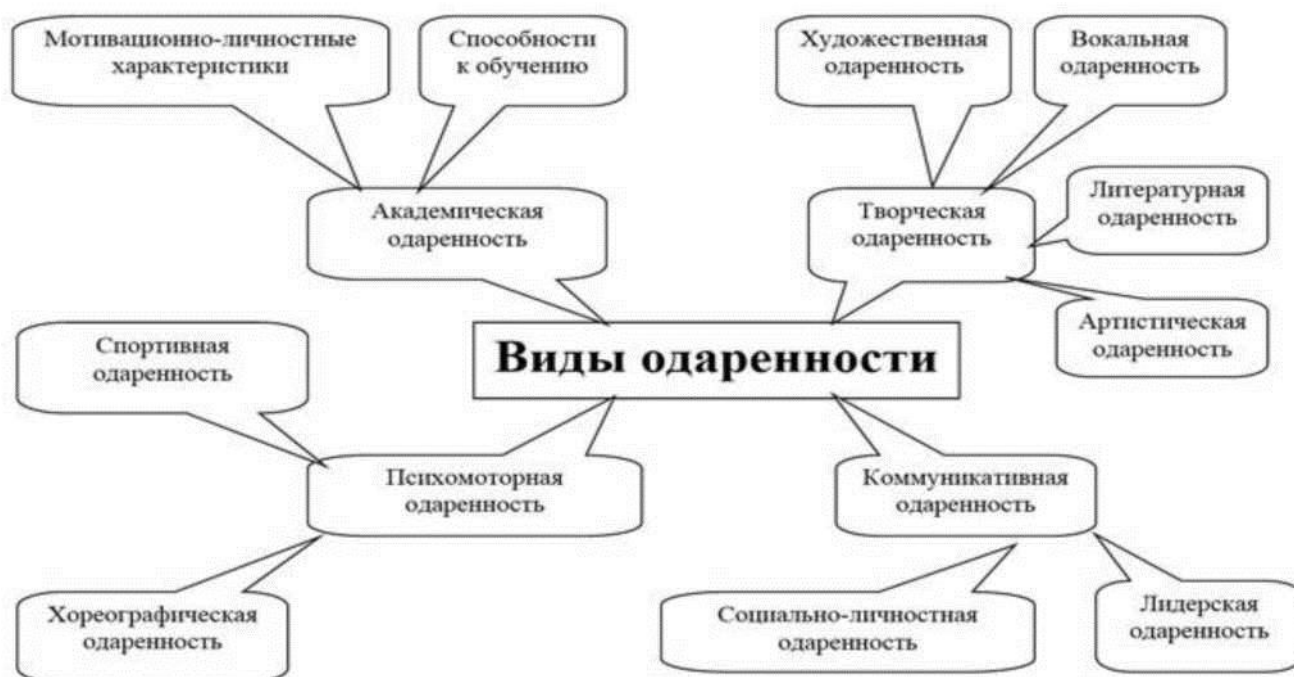 Мотивационно-личностные
характеристики
Способности
к обучению
Художественная
одаренность
Вокальная
одаренность
Академическая
одаренность
Творческая
одаренность
Литературная
одаренность
Артистическая
одаренность
Виды одаренности
Спортивная
одаренность
Психомоторная
одаренность
Коммуникативная
одаренность
Хореографическая
одаренность
Социально-личностная
одаренность
Лидерская
одаренность